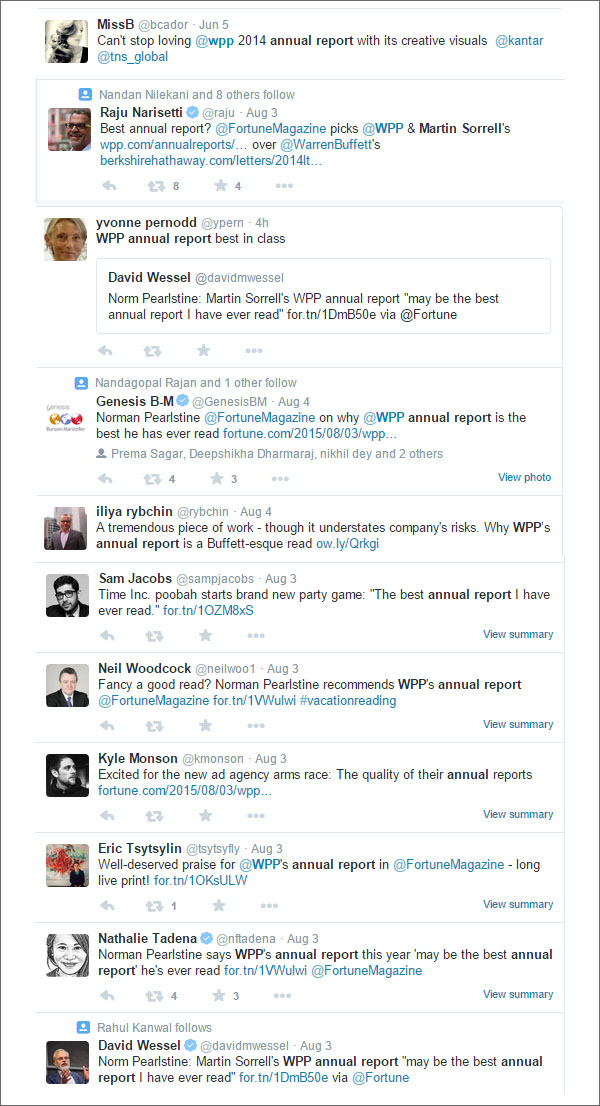 MissB @bcador · Jun 5
Can't stop loving @wpp 2014 annual report with its creative visuals @kantar
@tns_global
Nandan Nilekani and 8 others follow
Raju Narisetti @raju · Aug 3
Best annual report? @FortuneMagazine picks @WPP & Martin Sorrell's
wpp.com/annualreports/… over @WarrenBuffett's
berkshirehathaway.com/letters/2014lt…
8 4
yvonne pernodd @ypern · 4h
WPP annual report best in class
David Wessel @davidmwessel
Norm Pearlstine: Martin Sorrell's WPP annual report "may be the best
annual report I have ever read" for.tn/1DmB50e via @Fortune
Nandagopal Rajan and 1 other follow
genesis
Burson-Marsteller
Genesis B-M @GenesisBM · Aug 4
Norman Pearlstine @FortuneMagazine on why @WPP annual report is the
best he has ever read fortune.com/2015/08/03/wpp…
Prema Sagar, Deepshikha Dharmaraj, nikhil dey and 2 others
4 3 View photo
iliya rybchin @rybchin · Aug 4
A tremendous piece of work - though it understates company's risks. Why WPP's
annual report is a Buffett-esque read ow.ly/Qrkgi
Sam Jacobs @sampjacobs · Aug 3
Time Inc. poobah starts brand new party game: "The best annual report I have
ever read." for.tn/1OZM8xS
View summary
Neil Woodcock @neilwoo1 · Aug 3
Fancy a good read? Norman Pearlstine recommends WPP's annual report
@FortuneMagazine for.tn/1VWulwi #vacationreading
View summary
Kyle Monson @kmonson · Aug 3
Excited for the new ad agency arms race: The quality of their annual reports
fortune.com/2015/08/03/wpp…
View summary
Eric Tsytsylin @tsytsyfly · Aug 3
Well-deserved praise for @WPP's annual report in @FortuneMagazine - long
live print! for.tn/1OKsULW
1 View summary
Nathalie Tadena @nftadena · Aug 3
Norman Pearlstine says WPP's annual report this year 'may be the best annual
report' he's ever read for.tn/1VWulwi @FortuneMagazine
4 3 View summary
Rahul Kanwal follows
David Wessel @davidmwessel · Aug 3
Norm Pearlstine: Martin Sorrell's WPP annual report "may be the best annual
report I have ever read" for.tn/1DmB50e via @Fortune